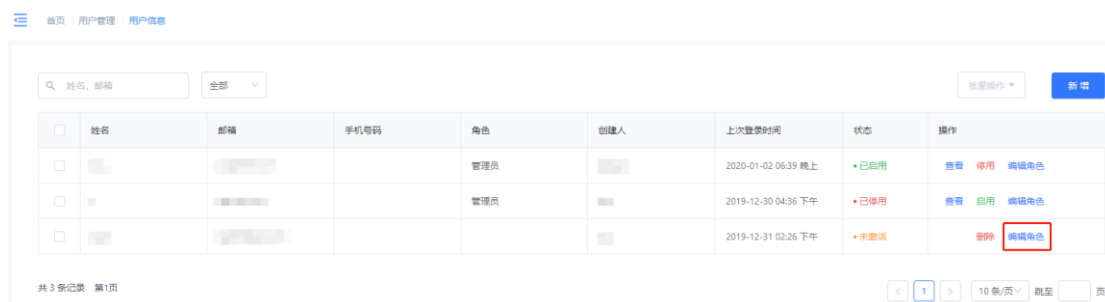 首页 用户管理 用户信息
姓名, 邮箱 全部 批量操作 新增
姓名 邮箱 手机号码 角色 创建人 上次登录时间 状态 操作
管理员 2020-01-02 06:39 晚上 已启用 查看 停用 编辑角色
管理员 2019-12-30 04:36 下午 已停用 查看 启用 编辑角色
2019-12-31 02:26 下午 未激活 删除 编辑角色
共 3 条记录 第1页 < 1 > 10 条/页 跳至 页